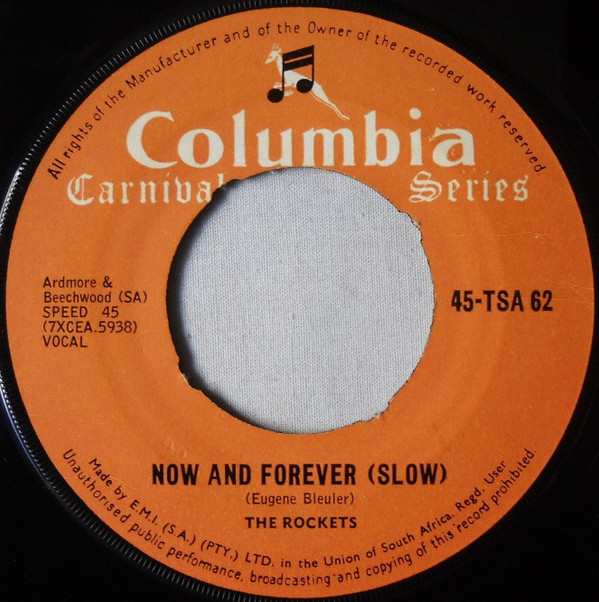 All rights of the Manufacturer and of the Owner of the recorded work reserved.
Columbia
Carnival Series
Ardmore &
Beechwood (SA)
SPEED 45
(7XCEA.5938)
VOCAL
45-TSA 62
NOW AND FOREVER (SLOW)
(Eugene Bleuler)
THE ROCKETS
Made by E.M.I. (S.A.) (PTY.) LTD. in the Union of South Africa. Regd. User
Unauthorised public performance, broadcasting and copying of this record prohibited.